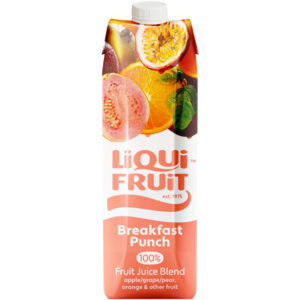 LiQUi
FRUiT
est. 1975
Breakfast
Punch
100%
Fruit Juice Blend
apple/grape/pear,
orange & other fruit